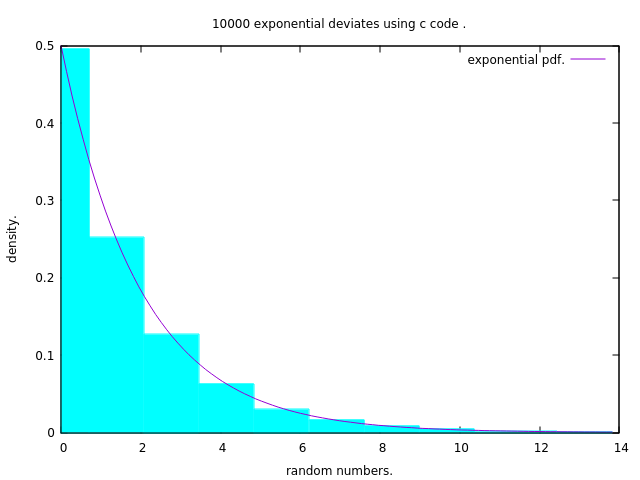 10000 exponential deviates using c code .
exponential pdf.
0.5
0.4
0.3
0.2
0.1
0
density.
0 2 4 6 8 10 12 14
random numbers.